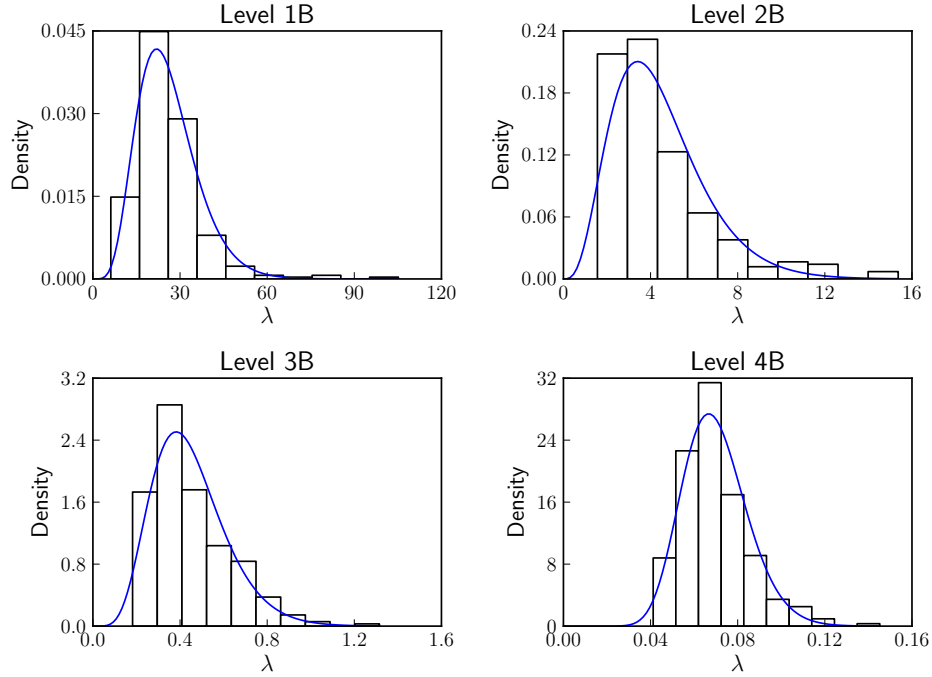 Level 1B
0.045
0.030
0.015
0.000
0 30 60 90 120
Density
λ
Level 2B
0.24
0.18
0.12
0.06
0.00
0 4 8 12 16
Density
λ
Level 3B
3.2
2.4
1.6
0.8
0.0
0.0 0.4 0.8 1.2 1.6
Density
λ
Level 4B
32
24
16
8
0
0.00 0.04 0.08 0.12 0.16
Density
λ